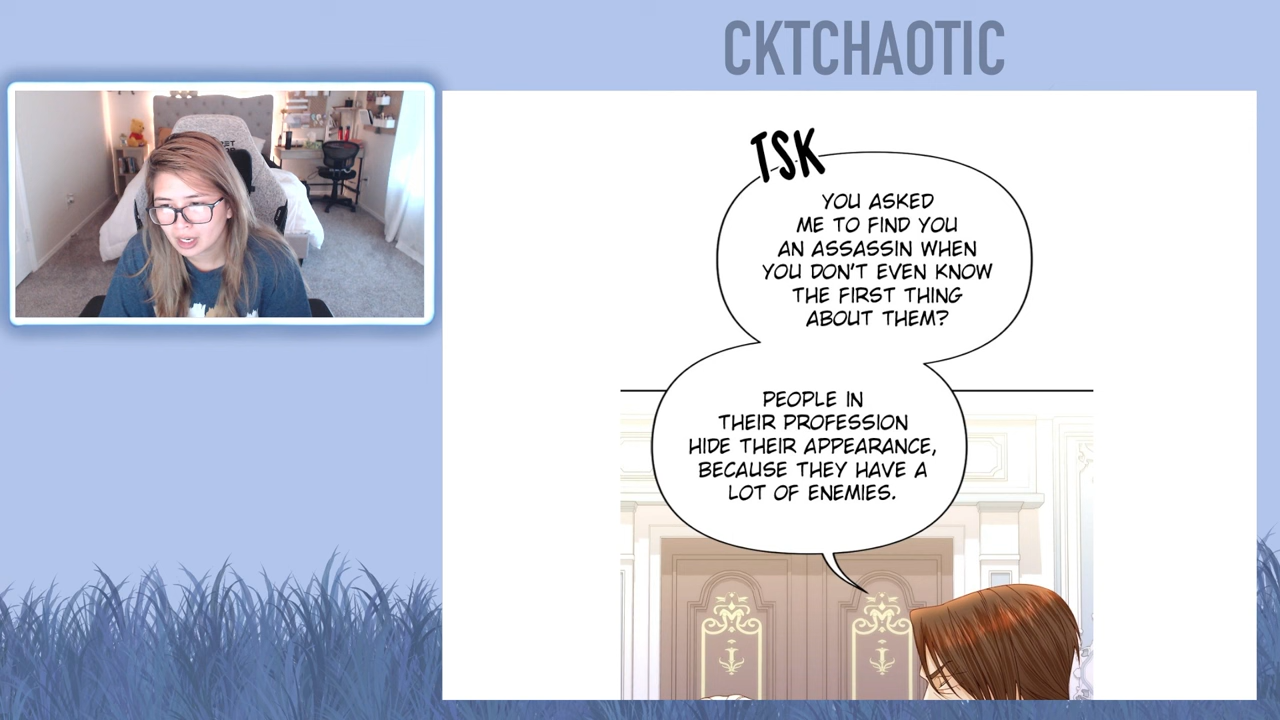 CKTCHAOTIC
TSK
YOU ASKED
ME TO FIND YOU
AN ASSASSIN WHEN
YOU DON'T EVEN KNOW
THE FIRST THING
ABOUT THEM?
PEOPLE IN
THEIR PROFESSION
HIDE THEIR APPEARANCE,
BECAUSE THEY HAVE A
LOT OF ENEMIES.